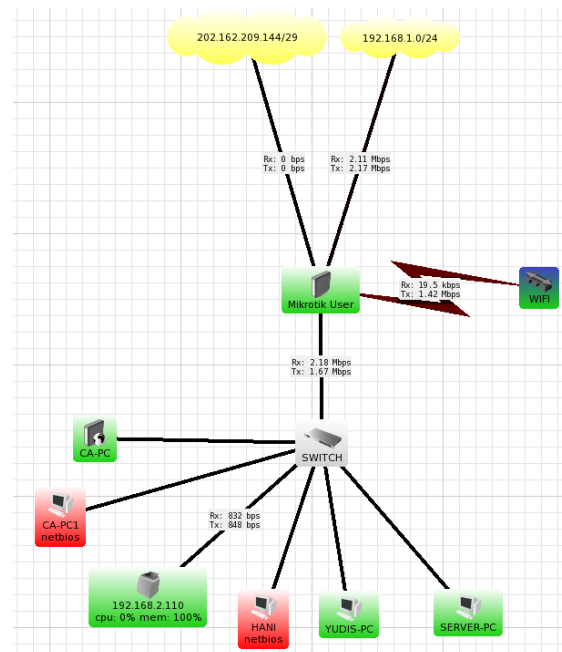 202.162.209.144/29
192.168.1.0/24
Rx: 0 bps
Tx: 0 bps
Rx: 2.11 Mbps
Tx: 2.17 Mbps
Mikrotik User
Rx: 19.5 kbps
Tx: 1.42 Mbps
WIFI
Rx: 2.18 Mbps
Tx: 1.67 Mbps
CA-PC
SWITCH
CA-PC1
netbios
Rx: 832 bps
Tx: 848 bps
192.168.2.110
cpu: 0% mem: 100%
HANI
netbios
YUDIS-PC
SERVER-PC